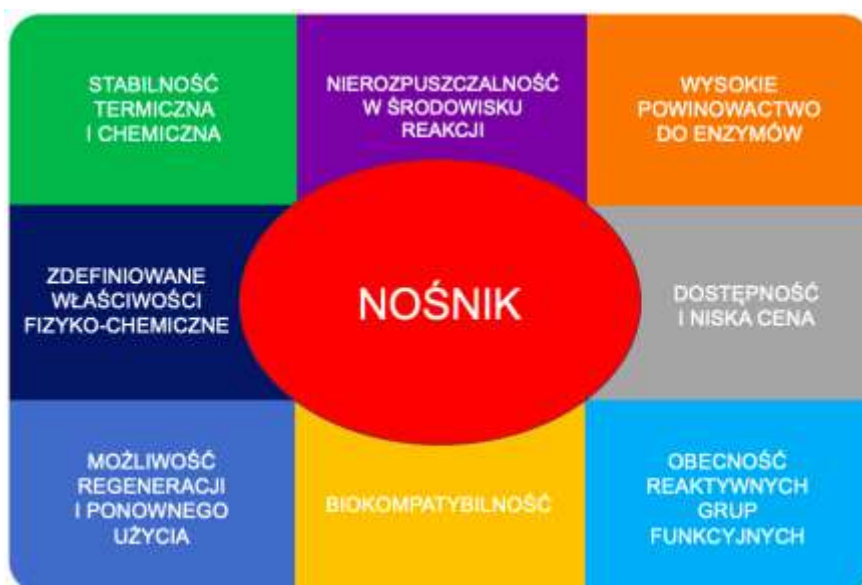 STABILNOŚĆ
TERMICZNA
I CHEMICZNA
NIEROZPUSZCZALNOŚĆ
W ŚRODOWISKU
REAKCJI
WYSOKIE
POWINOWACTWO
DO ENZYMÓW
ZDEFINIOWANE
WŁAŚCIWOŚCI
FIZYKO-CHEMICZNE
NOŚNIK
DOSTĘPNOŚĆ
I NISKA CENA
MOŻLIWOŚĆ
REGENERACJI
I PONOWNEGO
UŻYCIA
BIOKOMPATYBILNOŚĆ
OBECNOŚĆ
REAKTYWNYCH
GRUP
FUNKCYJNYCH